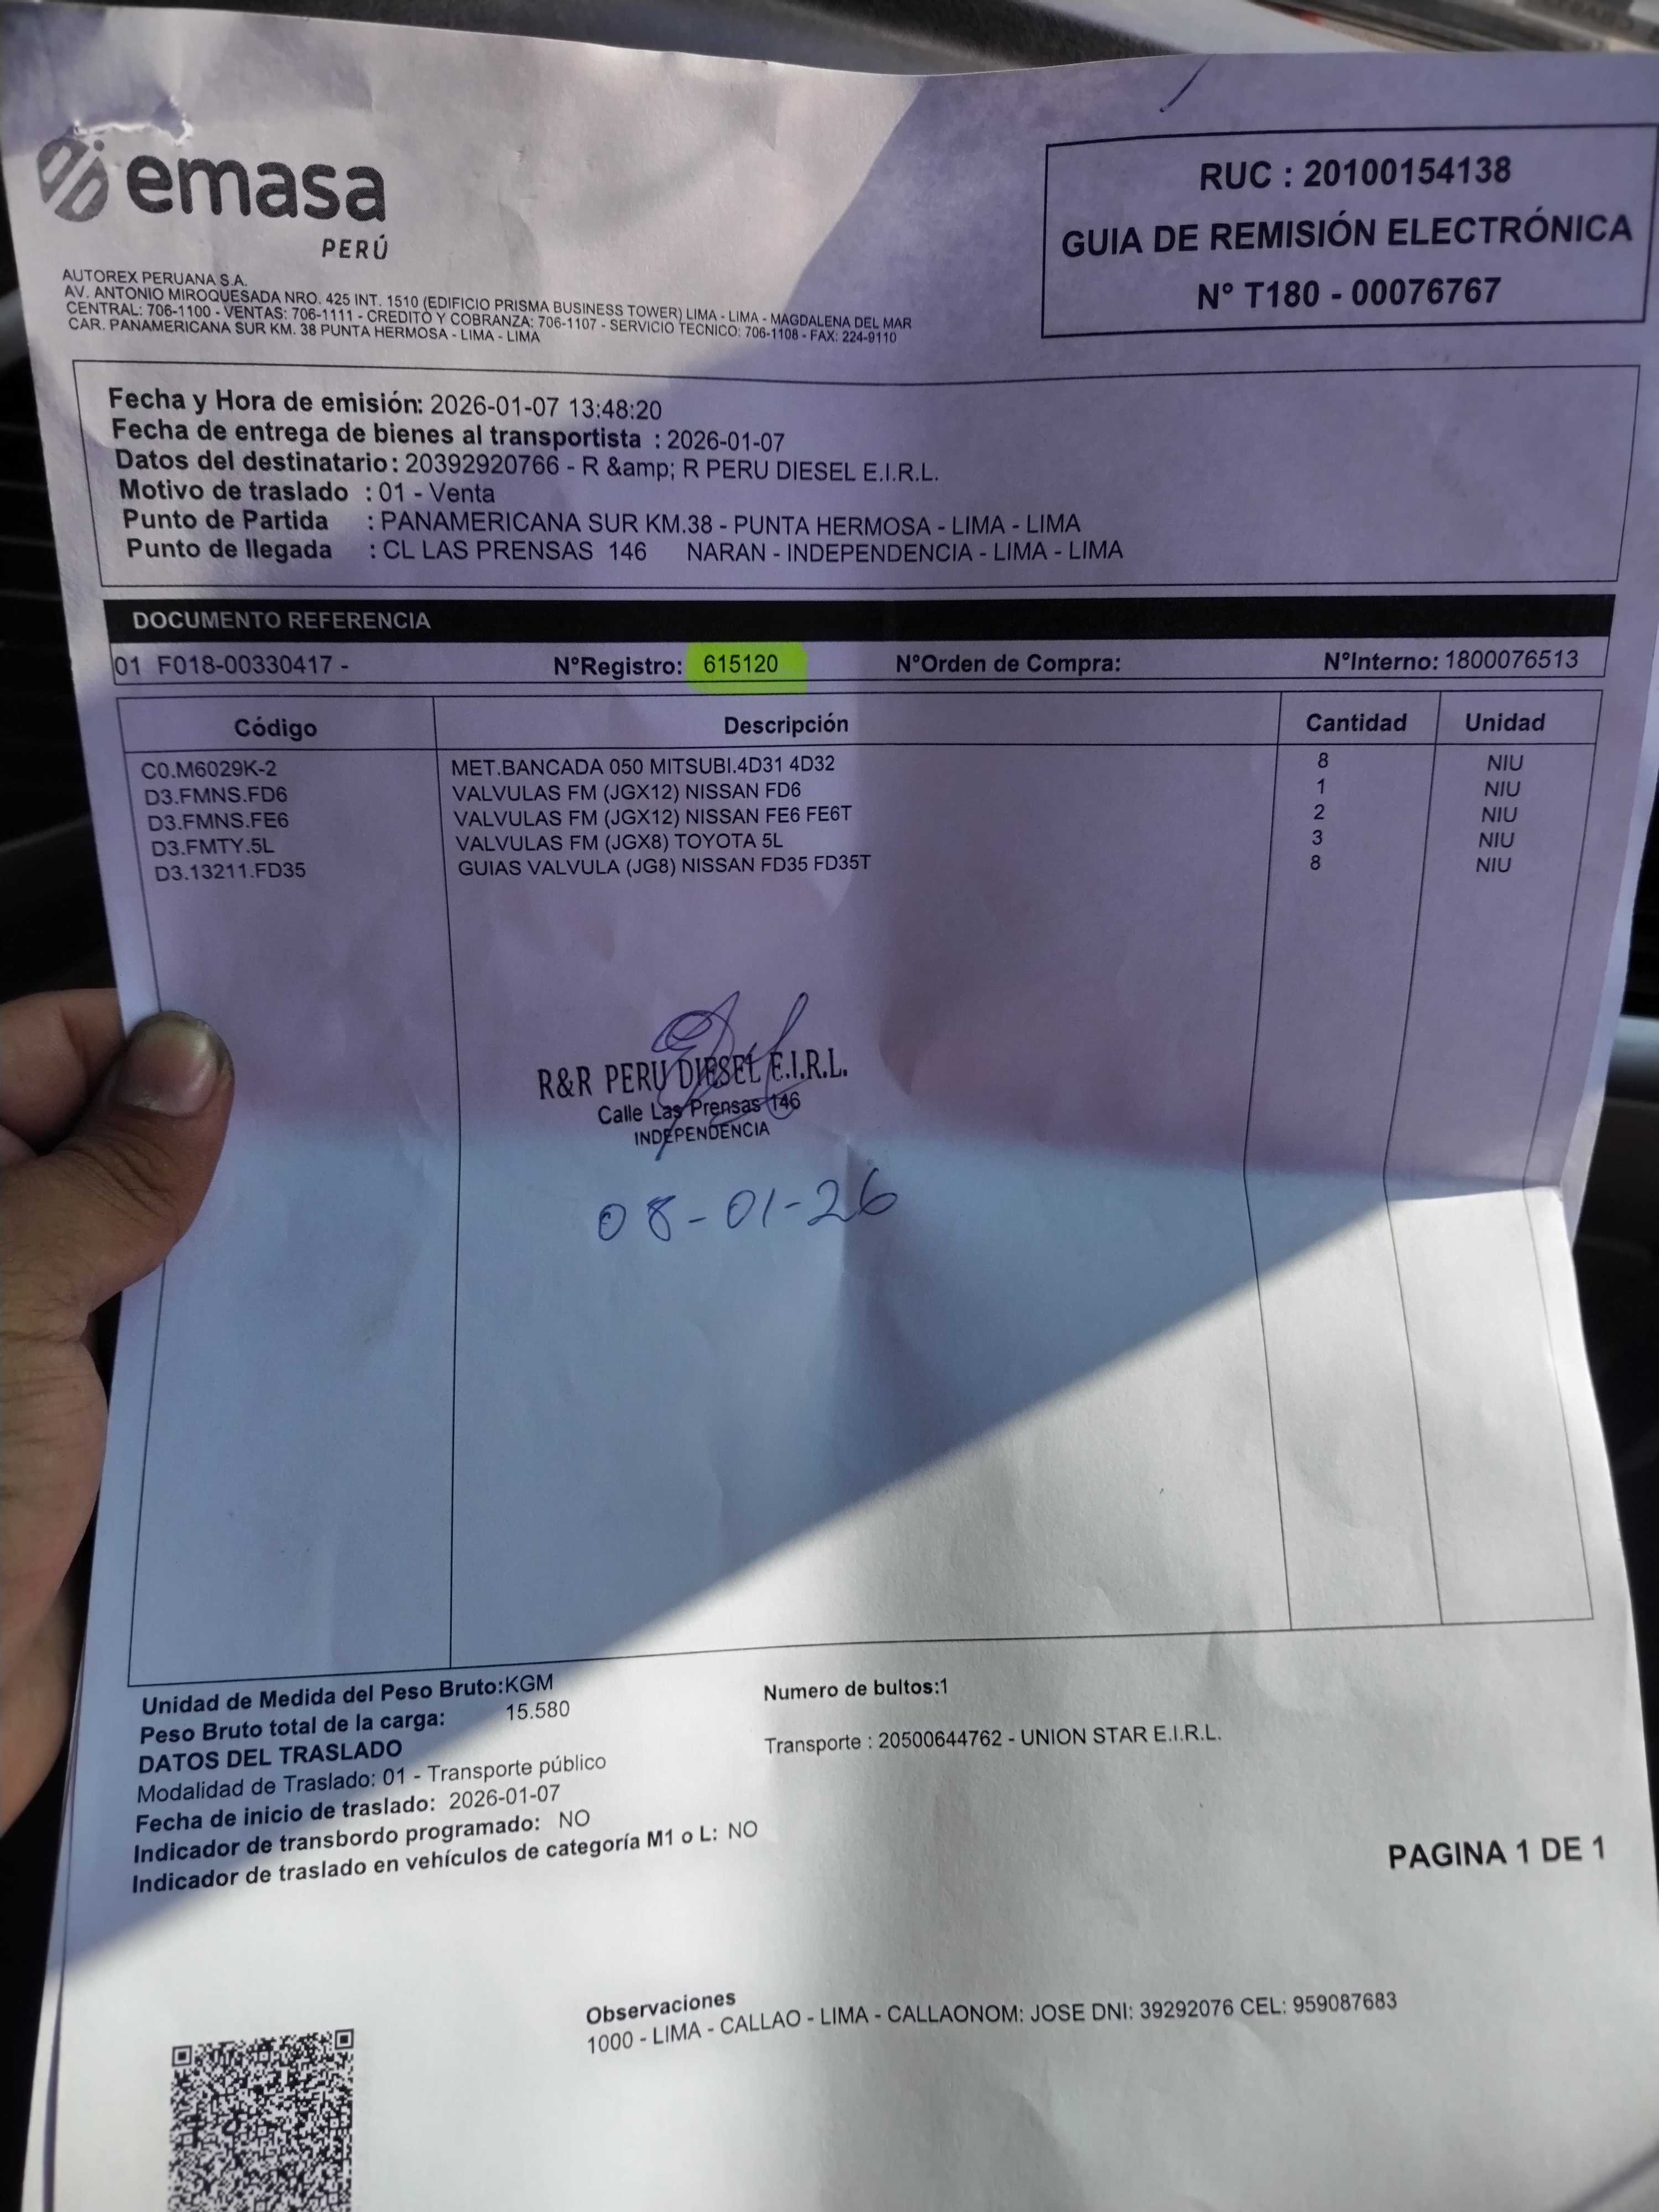 emasa
PERÚ
AUTOREX PERUANA S.A.
AV. ANTONIO MIROQUESADA NRO. 425 INT. 1510 (EDIFICIO PRISMA BUSINESS TOWER) LIMA - LIMA - MAGDALENA DEL MAR
CENTRAL: 706-1100 - VENTAS: 706-1111 - CREDITO Y COBRANZA: 706-1107 - SERVICIO TECNICO: 706-1108 - FAX: 224-9110
CAR. PANAMERICANA SUR KM. 38 PUNTA HERMOSA - LIMA - LIMA
RUC : 20100154138
GUIA DE REMISIÓN ELECTRÓNICA
N° T180 - 00076767
Fecha y Hora de emisión: 2026-01-07 13:48:20
Fecha de entrega de bienes al transportista : 2026-01-07
Datos del destinatario: 20392920766 - R &amp; R PERU DIESEL E.I.R.L.
Motivo de traslado : 01 - Venta
Punto de Partida : PANAMERICANA SUR KM.38 - PUNTA HERMOSA - LIMA - LIMA
Punto de llegada : CL LAS PRENSAS 146 NARAN - INDEPENDENCIA - LIMA - LIMA
DOCUMENTO REFERENCIA
01 F018-00330417 - N°Registro: 615120 N°Orden de Compra: N°Interno: 1800076513
Código Descripción Cantidad Unidad
C0.M6029K-2 MET.BANCADA 050 MITSUBI.4D31 4D32 8 NIU
D3.FMNS.FD6 VALVULAS FM (JGX12) NISSAN FD6 1 NIU
D3.FMNS.FE6 VALVULAS FM (JGX12) NISSAN FE6 FE6T 2 NIU
D3.FMTY.5L VALVULAS FM (JGX8) TOYOTA 5L 3 NIU
D3.13211.FD35 GUIAS VALVULA (JG8) NISSAN FD35 FD35T 8 NIU
R&R PERU DIESEL E.I.R.L.
Calle Las Prensas 146
INDEPENDENCIA
08-01-26
Unidad de Medida del Peso Bruto:KGM
Peso Bruto total de la carga: 15.580
Numero de bultos:1
DATOS DEL TRASLADO
Transporte : 20500644762 - UNION STAR E.I.R.L.
Modalidad de Traslado: 01 - Transporte público
Fecha de inicio de traslado: 2026-01-07
Indicador de transbordo programado: NO
Indicador de traslado en vehículos de categoría M1 o L: NO
PAGINA 1 DE 1
Observaciones
1000 - LIMA - CALLAO - LIMA - CALLAONOM: JOSE DNI: 39292076 CEL: 959087683